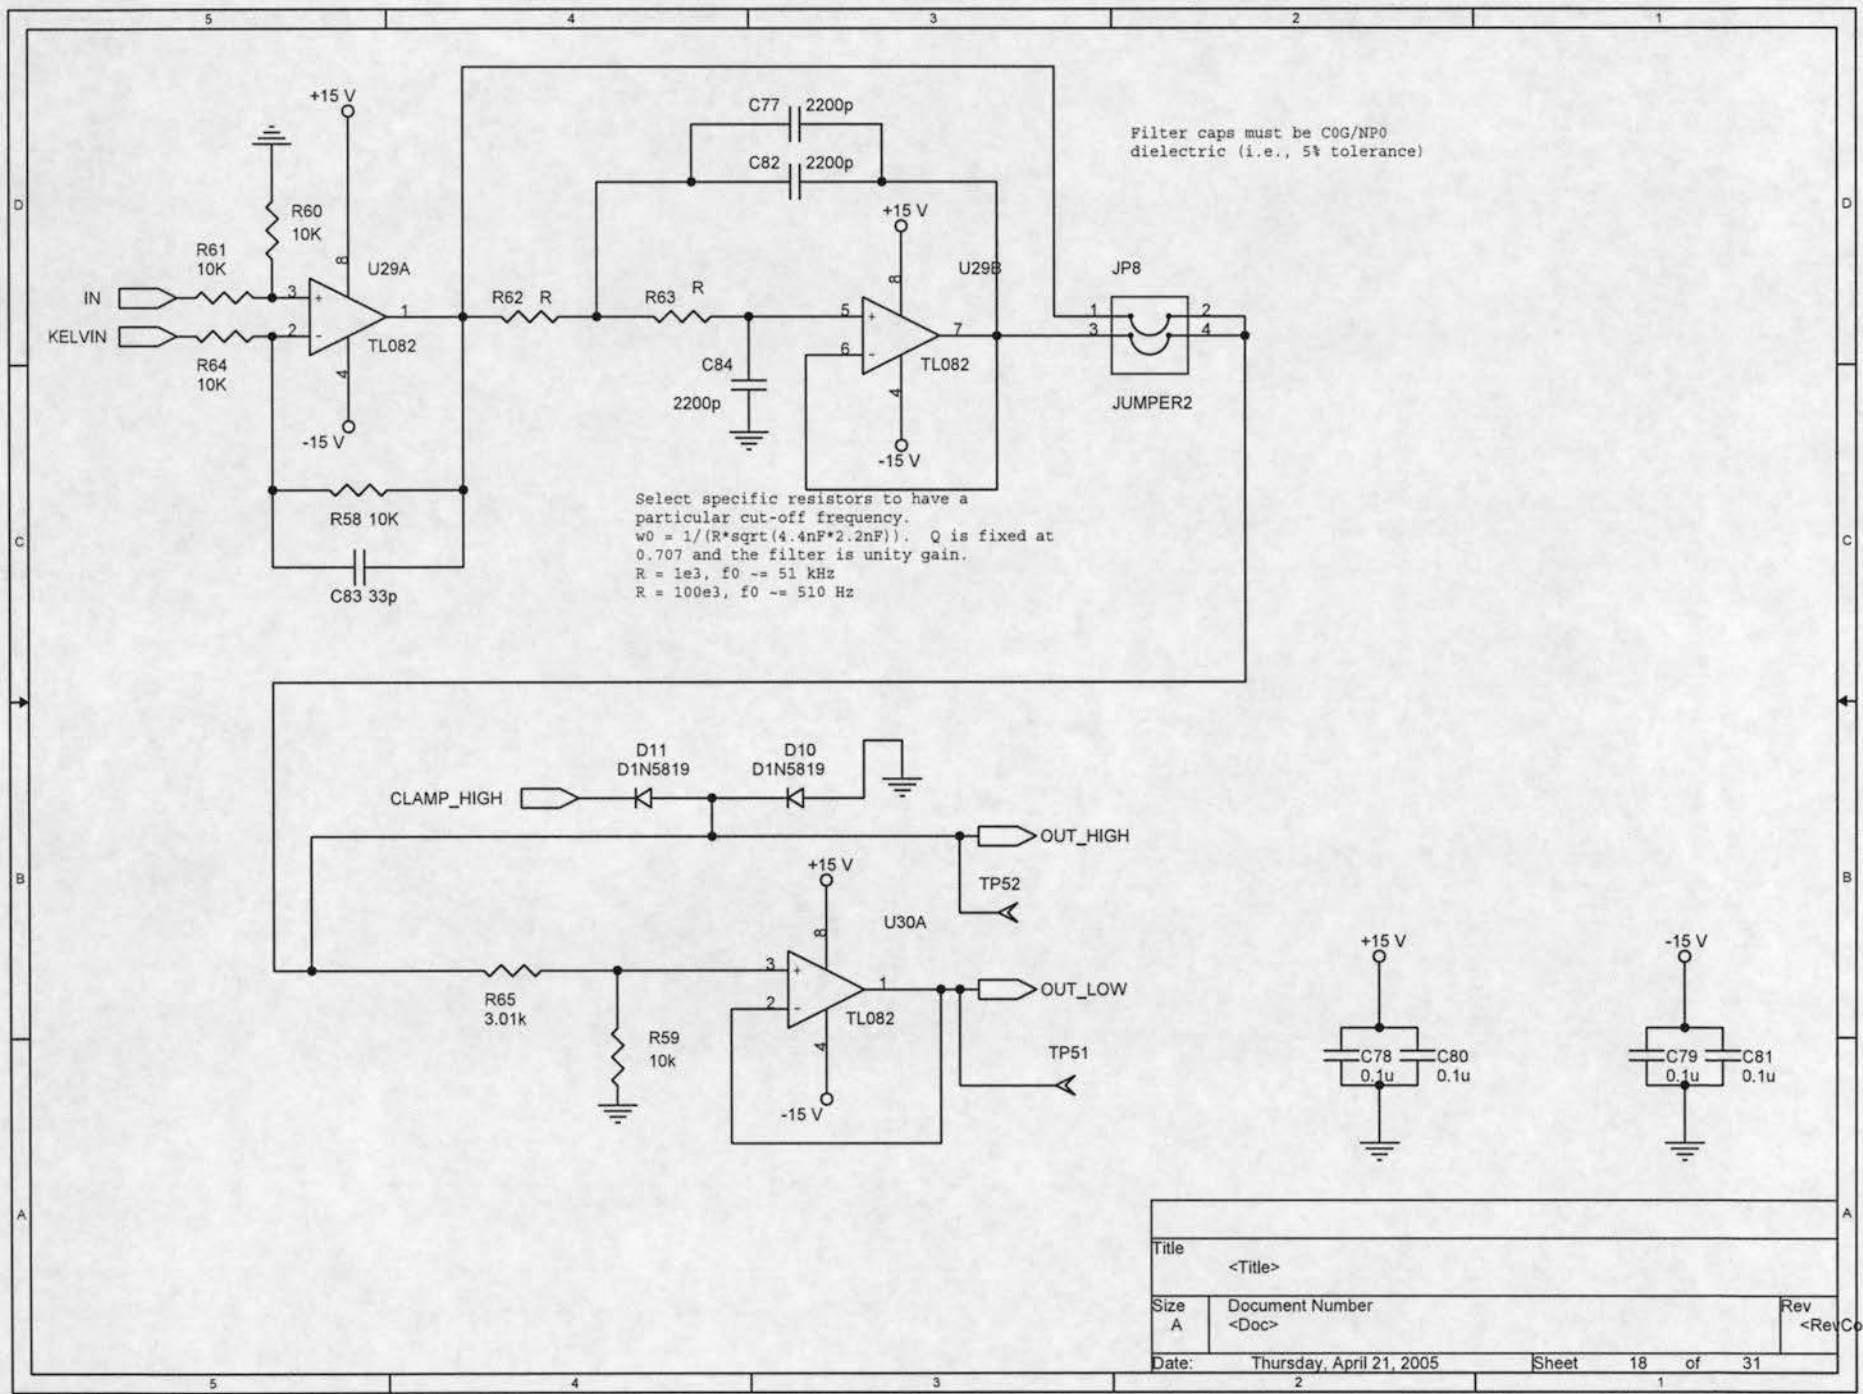 5 4 3 2 1
D
D
C
C
B
B
A
A
+15 V
R60
10K
R61
10K
IN
3
+
8
U29A
1
KELVIN
2
-
R64
10K
4
TL082
-15 V
R58 10K
C83 33p
C77 2200p
C82 2200p
R62 R
R63
R
C84
2200p
+15 V
U29B
8
5
+
7
6
-
TL082
4
-15 V
Filter caps must be C0G/NP0
dielectric (i.e., 5% tolerance)
JP8
1 2
3 4
JUMPER2
Select specific resistors to have a
particular cut-off frequency.
w0 = 1/(R*sqrt(4.4nF*2.2nF)). Q is fixed at
0.707 and the filter is unity gain.
R = 1e3, f0 ~= 51 kHz
R = 100e3, f0 ~= 510 Hz
D11
D1N5819
D10
D1N5819
CLAMP_HIGH
OUT_HIGH
+15 V
TP52
U30A
8
3
+
1
OUT_LOW
R65
3.01k
2
-
TL082
R59
10k
4
TP51
-15 V
+15 V
C78
0.1u
C80
0.1u
-15 V
C79
0.1u
C81
0.1u
Title
<Title>
Size
A
Document Number
<Doc>
Rev
<RevCo
Date: Thursday, April 21, 2005 Sheet 18 of 31
5 4 3 2 1